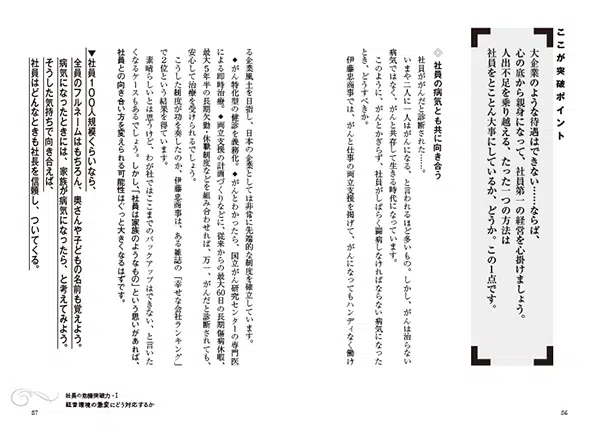 ここが突破ポイント
大企業のような待遇はできない……ならば、
心の底から親身になって、社員第一の経営を心掛けましょう。
人出不足を乗り越える、たった一つの方法は
社員をとことん大事にしているか、どうか。この1点です。
◇ 社員の病気とも共に向き合う
社員ががんだと診断された……。
いまや二人に一人はがんになる、と言われるほど多いもの。しかし、がんは治らない
病気ではなく、がんと共存して生きる時代になっています。
このように、がんとかぎらず、社員がしばらく闘病しなければならない病気になった
とき、どうすべきか。
伊藤忠商事では、がんと仕事の両立支援を掲げて、がんになってもハンディなく働け
56
る企業風土を目指し、日本の企業としては非常に先端的な制度を確立しています。
◆がん特化型の健診を義務化。◆がんとわかったら、国立がん研究センターの専門医
による即時治療。◆両立支援の計画づくりなどに、従来からの最大60日の長期傷病休暇、
最大5年半の長期欠勤・休職制度などを組み合わせれば、万一、がんだと診断されても、
安心して治療を受けられるでしょう。
こうした制度が功を奏したのか、伊藤忠商事は、ある雑誌の「幸せな会社ランキング」
で2位という結果を得ています。
素晴らしいとは思うけど、わが社ではここまでのバックアップはできない、と言いた
くなるケースもあるでしょう。しかし、「社員は家族のようなもの」という思いがあれば、
社員との向き合い方を変えられる可能性はぐっと大きくなるはずです。
▼社員100人規模くらいなら、
全員のフルネームはもちろん、奥さんや子どもの名前も覚えよう。
病気になったときには、家族が病気になったら、と考えてみよう。
そうした気持ちで向き合えば、
社員はどんなときも社長を信頼し、ついてくる。
社長の危機突破力・I
経営環境の激変にどう対応するか
57